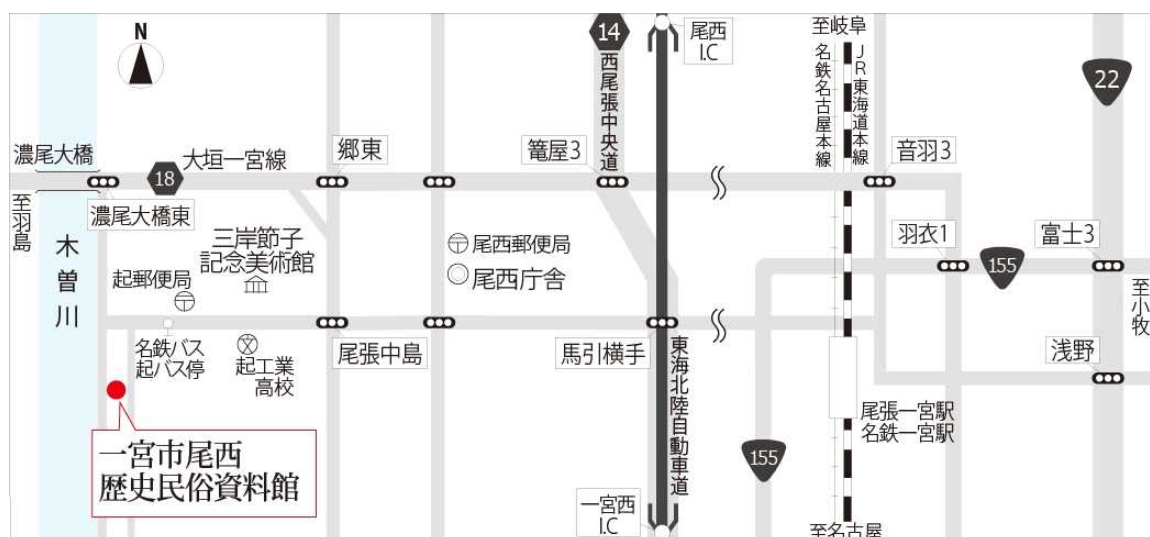 N
14
西尾張中央道
尾西
I.C
至岐阜
名鉄名古屋本線
JR東海道本線
22
濃尾大橋
大垣一宮線
18
郷東
篭屋3
音羽3
至羽島
濃尾大橋東
木曽川
三岸節子
記念美術館
尾西郵便局
尾西庁舎
羽衣1
155
富士3
至小牧
起郵便局
名鉄バス
起バス停
起工業
高校
尾張中島
馬引横手
浅野
東海北陸自動車道
尾張一宮駅
名鉄一宮駅
一宮市尾西
歴史民俗資料館
155
一宮西
I.C
至名古屋